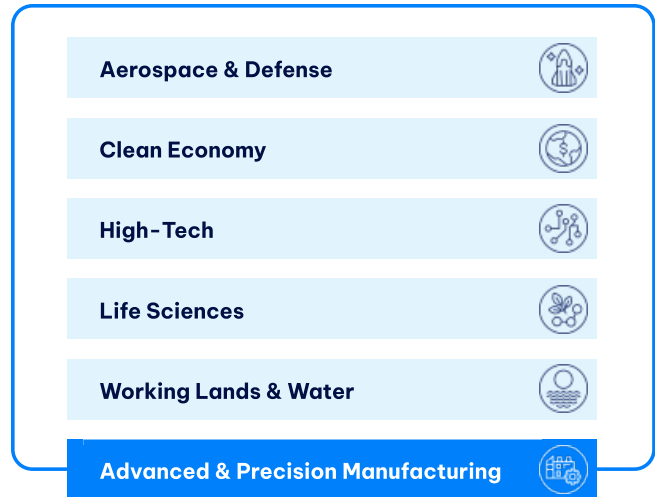 Aerospace & Defense
Clean Economy
High-Tech
Life Sciences
Working Lands & Water
Advanced & Precision Manufacturing